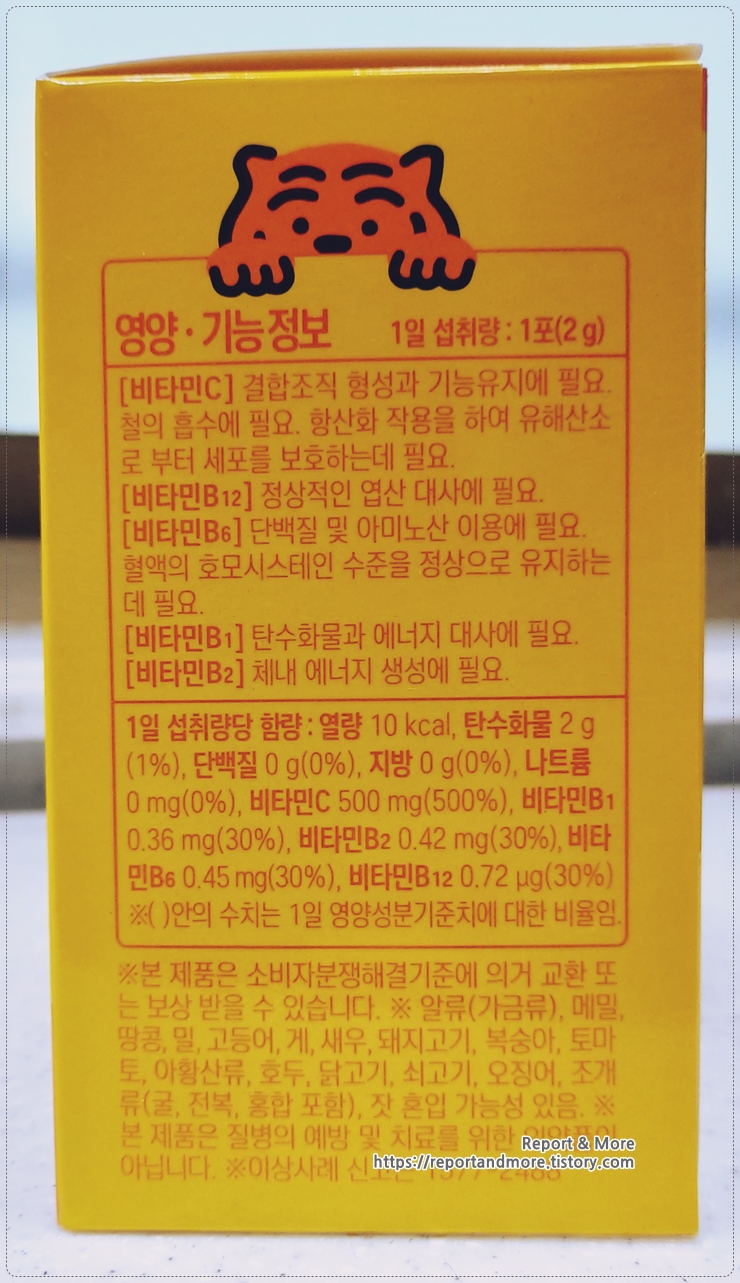 영양·기능정보 1일 섭취량 : 1포(2 g)
[비타민C] 결합조직 형성과 기능유지에 필요.
철의 흡수에 필요. 항산화 작용을 하여 유해산소
로 부터 세포를 보호하는데 필요.
[비타민B12] 정상적인 엽산 대사에 필요.
[비타민B6] 단백질 및 아미노산 이용에 필요.
혈액의 호모시스테인 수준을 정상으로 유지하는
데 필요.
[비타민B1] 탄수화물과 에너지 대사에 필요.
[비타민B2] 체내 에너지 생성에 필요.
1일 섭취량당 함량 : 열량 10 kcal, 탄수화물 2 g
(1%), 단백질 0 g(0%), 지방 0 g(0%), 나트륨
0 mg(0%), 비타민C 500 mg(500%), 비타민B1
0.36 mg(30%), 비타민B2 0.42 mg(30%), 비타
민B6 0.45 mg(30%), 비타민B12 0.72 µg(30%)
※( )안의 수치는 1일 영양성분기준치에 대한 비율임.
※본 제품은 소비자분쟁해결기준에 의거 교환 또
는 보상 받을 수 있습니다. ※ 알류(가금류), 메밀,
땅콩, 밀, 고등어, 게, 새우, 돼지고기, 복숭아, 토마
토, 아황산류, 호두, 닭고기, 쇠고기, 오징어, 조개
류(굴, 전복, 홍합 포함), 잣 혼입 가능성 있음. ※
본 제품은 질병의 예방 및 치료를 위한
아닙니다. ※이상사례 신고는
Report & More
https://reportandmore.tistory.com